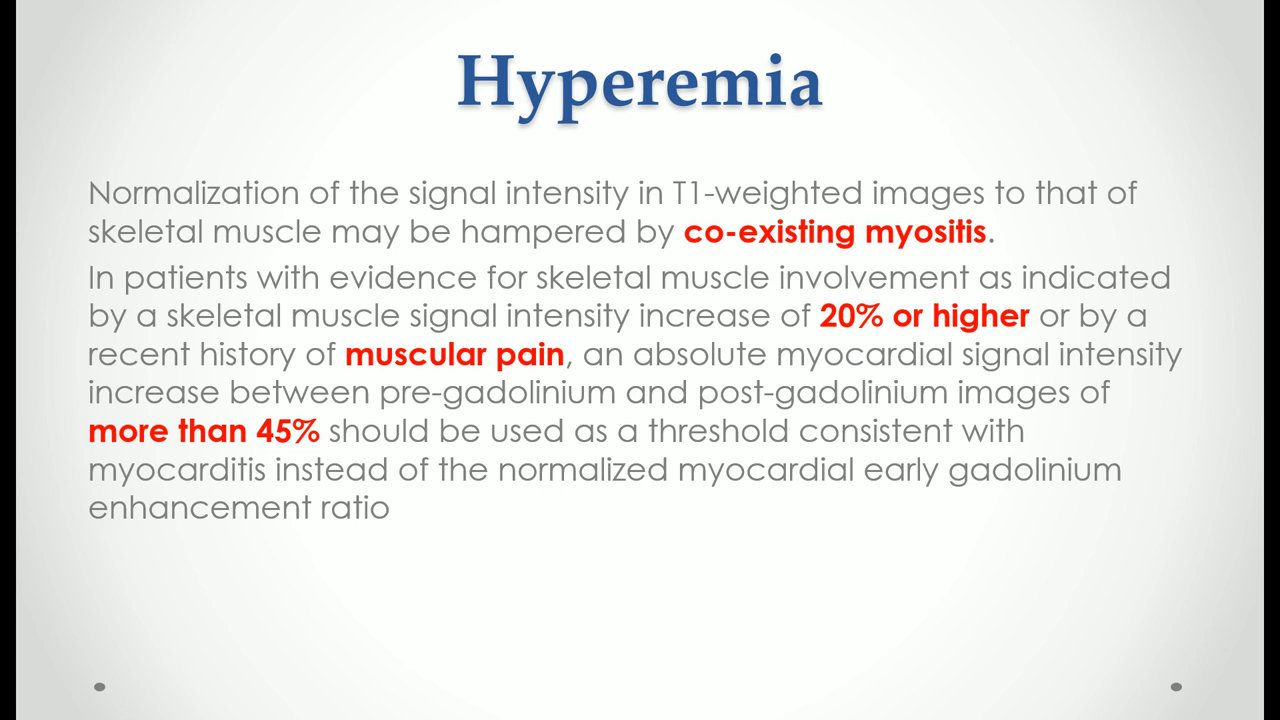 Hyperemia
Normalization of the signal intensity in T1-weighted images to that of
skeletal muscle may be hampered by co-existing myositis.
In patients with evidence for skeletal muscle involvement as indicated
by a skeletal muscle signal intensity increase of 20% or higher or by a
recent history of muscular pain, an absolute myocardial signal intensity
increase between pre-gadolinium and post-gadolinium images of
more than 45% should be used as a threshold consistent with
myocarditis instead of the normalized myocardial early gadolinium
enhancement ratio